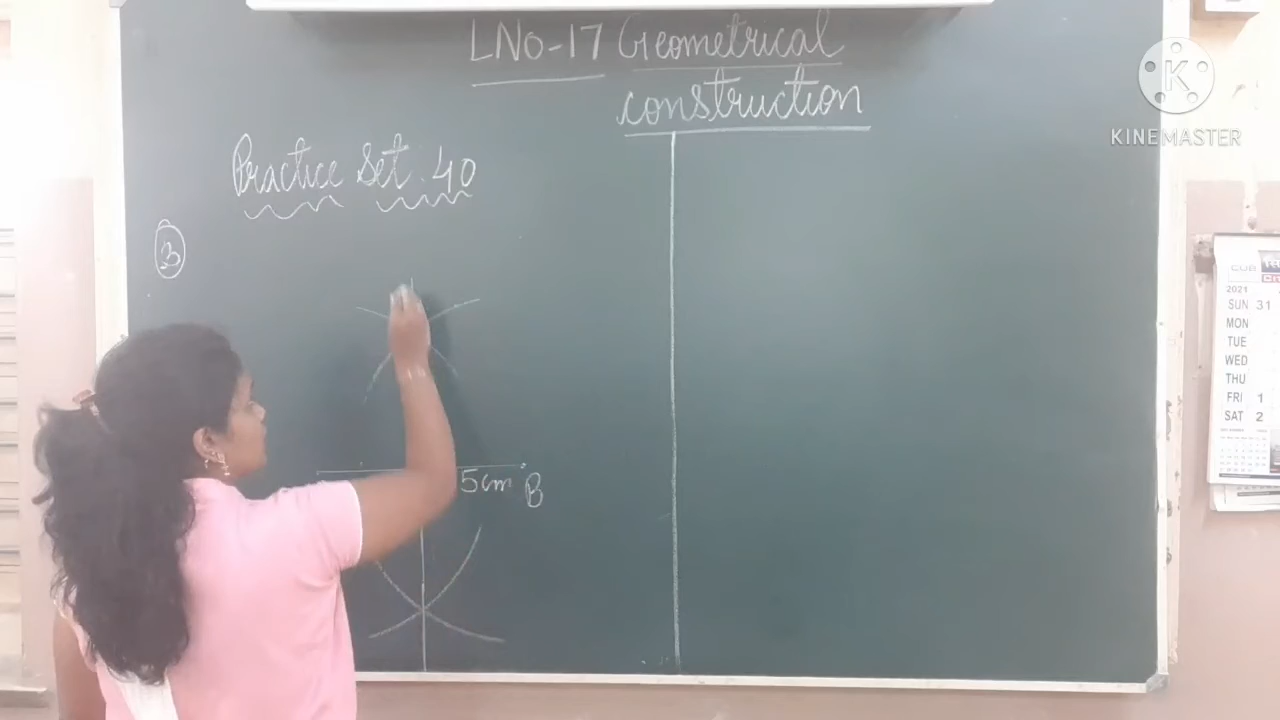 LNO-17 Geometrical
construction
Practice Set. 40
3
5cm B
K
KINEMASTER
CUB
2021
SUN 31
MON
TUE
WED
THU
FRI 1
SAT 2